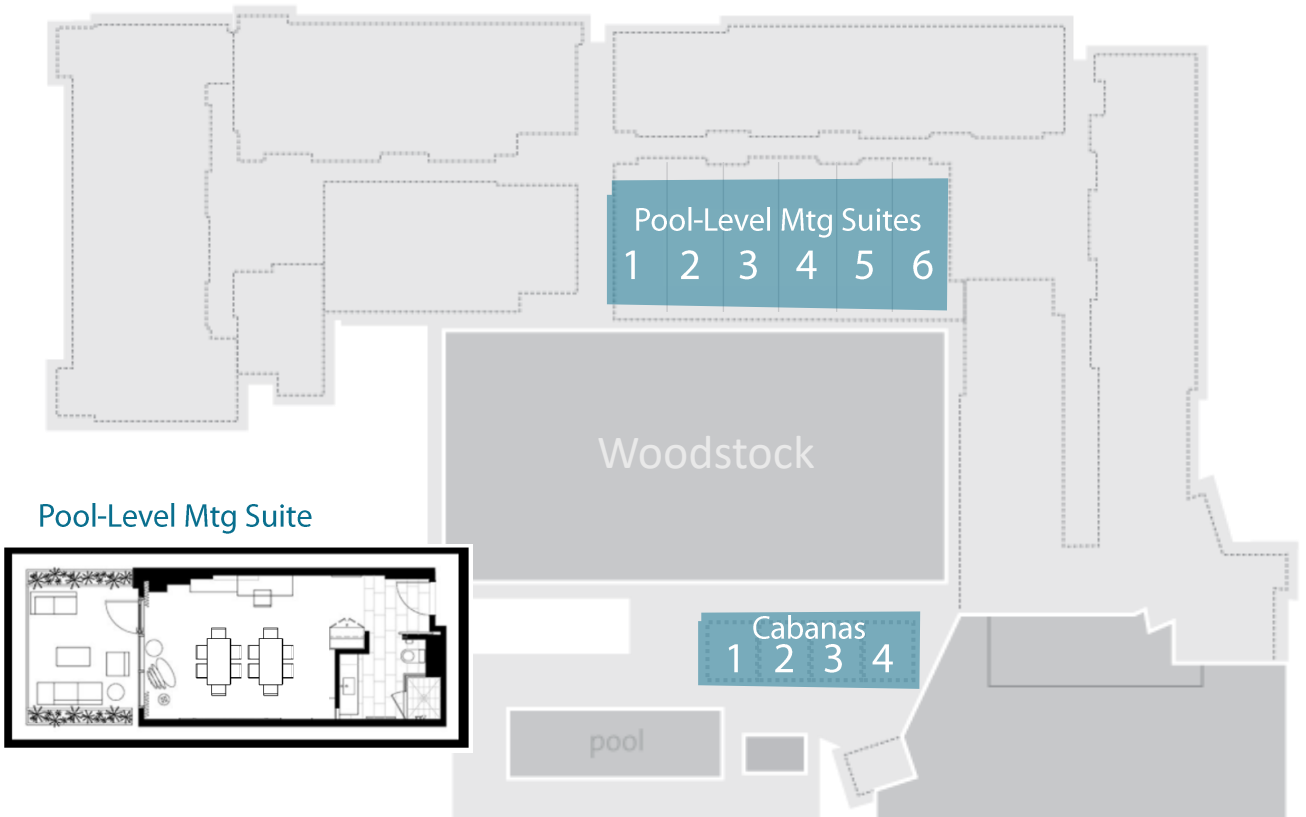 Pool-Level Mtg Suites
1 2 3 4 5 6
Woodstock
Pool-Level Mtg Suite
Cabanas
1 2 3 4
pool